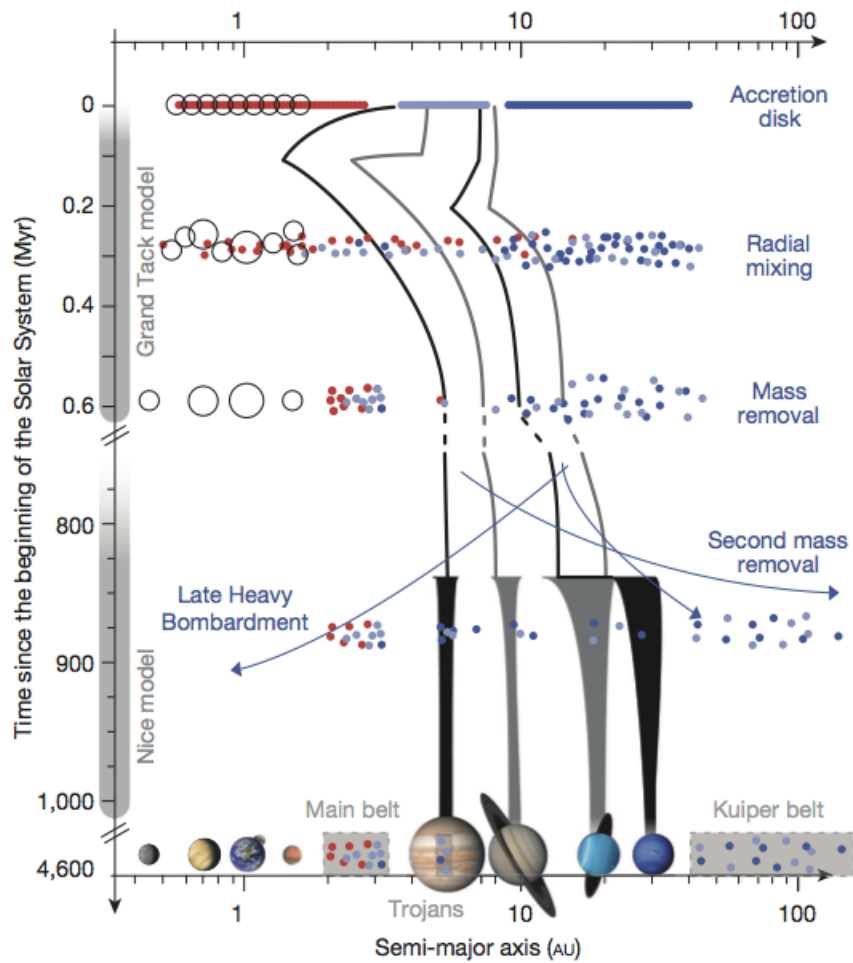 1 10 100
0
Accretion
disk
Grand Tack model
0.2
Radial
mixing
0.4
Mass
removal
0.6
Time since the beginning of the Solar System (Myr)
800
Second mass
removal
Late Heavy
Bombardment
900
Nice model
1,000
Main belt
Kuiper belt
4,600
Trojans
1 10 100
Semi-major axis (AU)